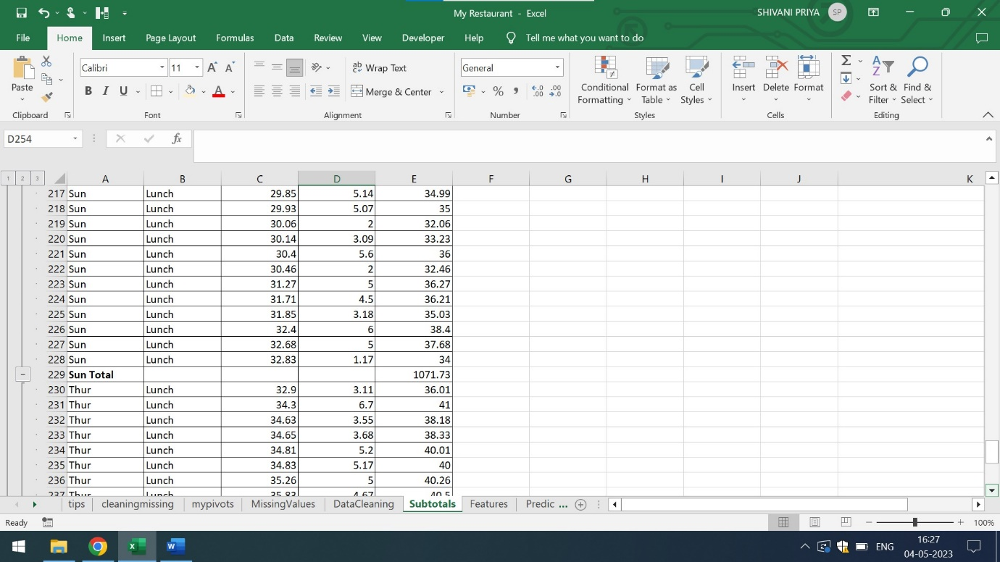 My Restaurant - Excel
SHIVANI PRIYA SP
File Home Insert Page Layout Formulas Data Review View Developer Help Tell me what you want to do
Calibri 11 A A ab Wrap Text General
Paste Conditional Format as Cell Insert Delete Format Sort & Find &
B I U A Merge & Center % , Formatting Table Styles Filter Select
Clipboard Font Alignment Number Styles Cells Editing
D254 fx
1 2 3 A B C D E F G H I J K
217 Sun Lunch 29.85 5.14 34.99
218 Sun Lunch 29.93 5.07 35
219 Sun Lunch 30.06 2 32.06
220 Sun Lunch 30.14 3.09 33.23
221 Sun Lunch 30.4 5.6 36
222 Sun Lunch 30.46 2 32.46
223 Sun Lunch 31.27 5 36.27
224 Sun Lunch 31.71 4.5 36.21
225 Sun Lunch 31.85 3.18 35.03
226 Sun Lunch 32.4 6 38.4
227 Sun Lunch 32.68 5 37.68
228 Sun Lunch 32.83 1.17 34
229 Sun Total 1071.73
230 Thur Lunch 32.9 3.11 36.01
231 Thur Lunch 34.3 6.7 41
232 Thur Lunch 34.63 3.55 38.18
233 Thur Lunch 34.65 3.68 38.33
234 Thur Lunch 34.81 5.2 40.01
235 Thur Lunch 34.83 5.17 40
236 Thur Lunch 35.26 5 40.26
237 Thur Lunch 35.83 4.67 40.5
tips cleaningmissing mypivots MissingValues DataCleaning Subtotals Features Predic ...
Ready 100%
ENG 16:27
04-05-2023